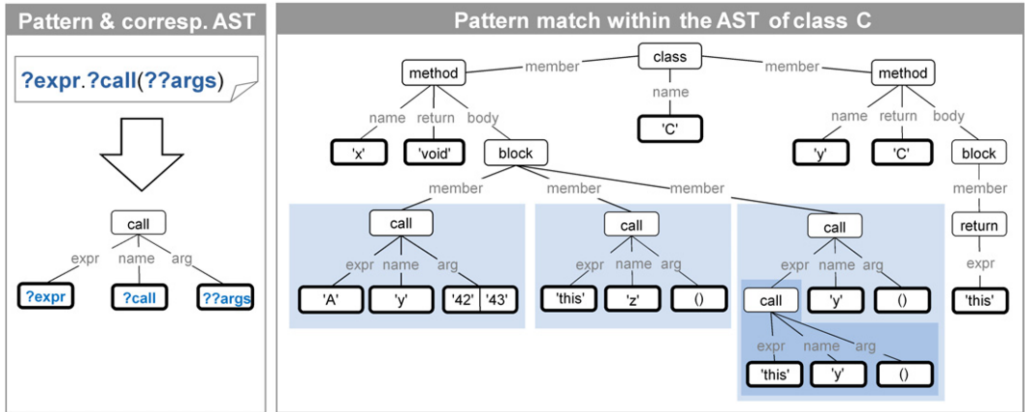 Pattern & corresp. AST
?expr.?call(??args)
call
expr name arg
?expr ?call ??args
Pattern match within the AST of class C
class
method member member method
name
name return body name return body
'x' 'void' block 'C' 'y' 'C' block
member member member member
call call call return
expr name arg expr name arg expr name arg expr
'A' 'y' '42' '43' 'this' 'z' () call 'y' () 'this'
expr name arg
'this' 'y' ()